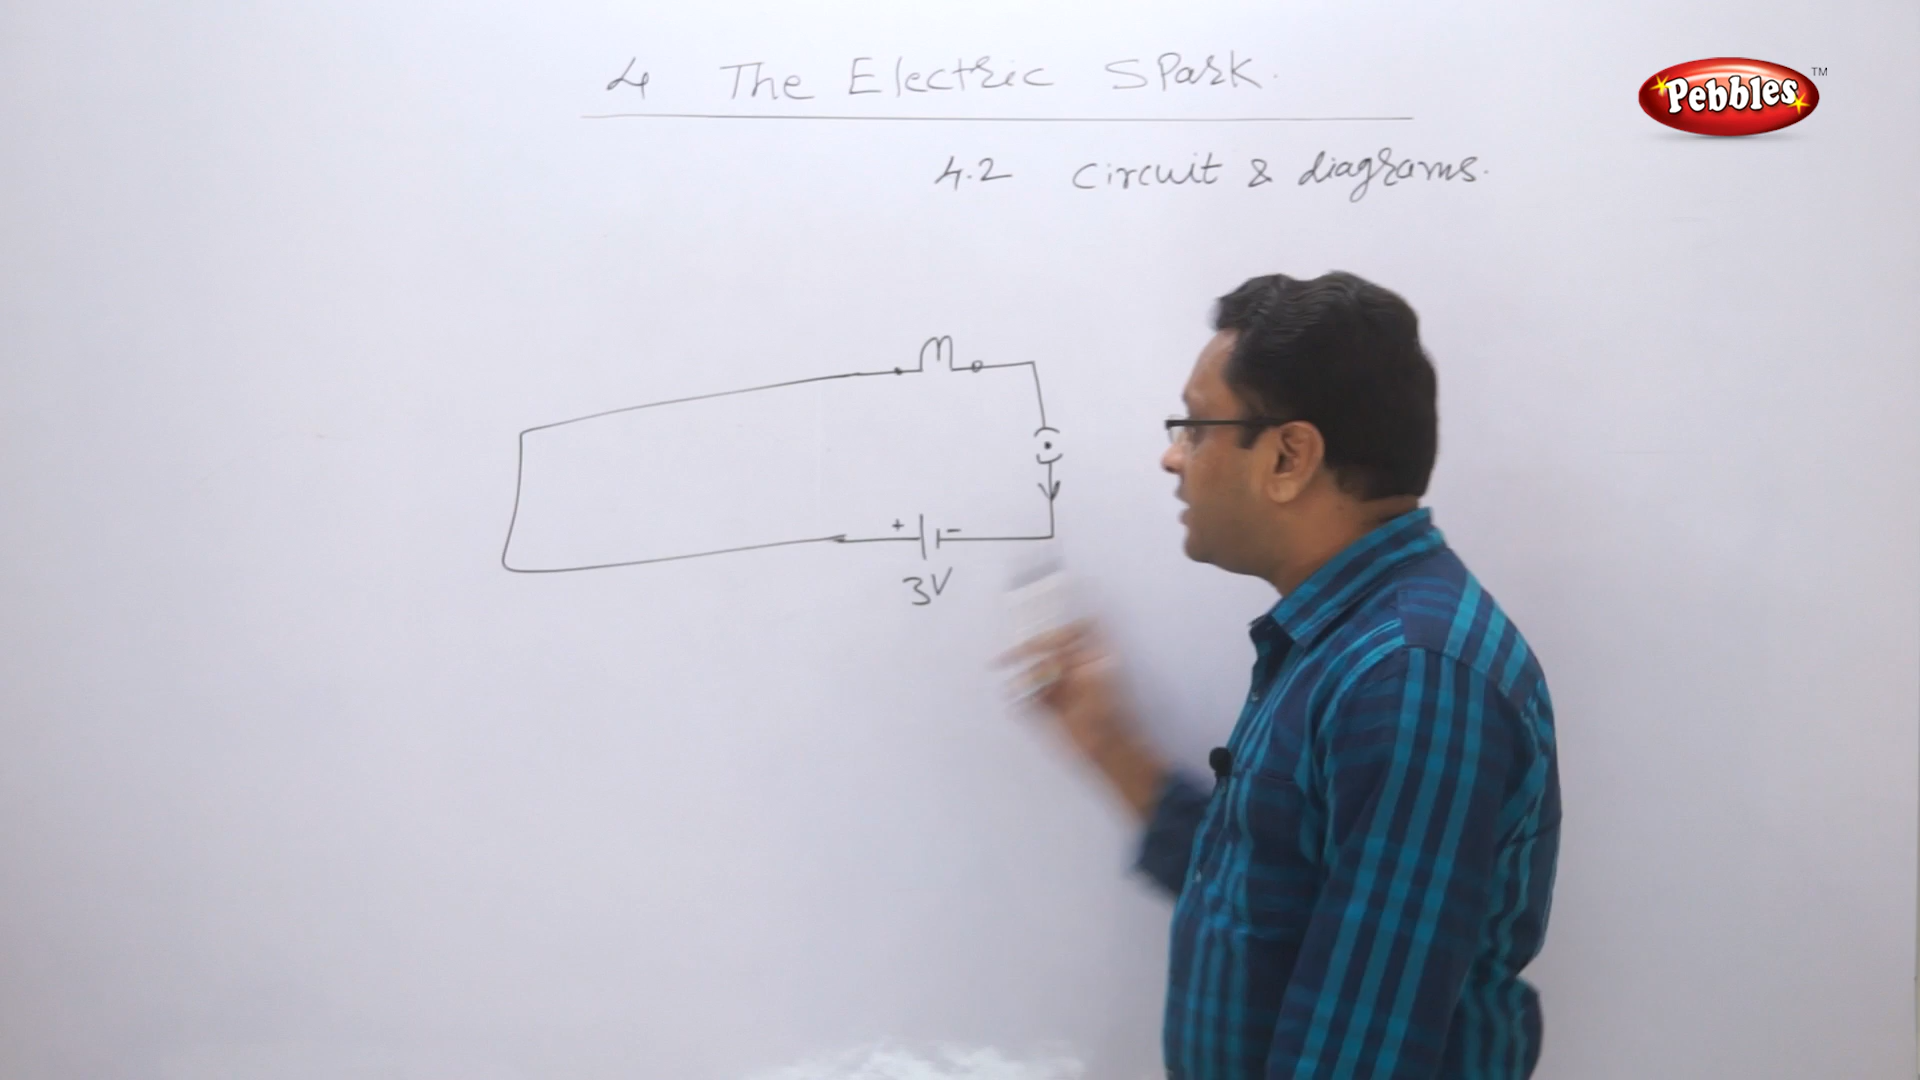 4 The Electric Spark.
Pebbles TM
4.2 Circuit & diagrams.
+ -
3V